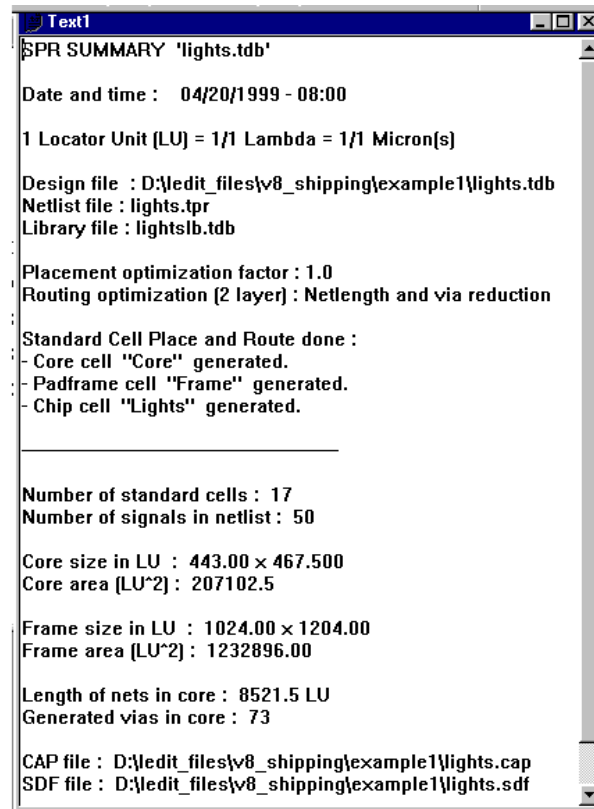 Text1
SPR SUMMARY 'lights.tdb'
Date and time : 04/20/1999 - 08:00
1 Locator Unit (LU) = 1/1 Lambda = 1/1 Micron(s)
Design file : D:\ledit_files\v8_shipping\example1\lights.tdb
Netlist file : lights.tpr
Library file : lightslb.tdb
Placement optimization factor : 1.0
Routing optimization (2 layer) : Netlength and via reduction
Standard Cell Place and Route done :
- Core cell "Core" generated.
- Padframe cell "Frame" generated.
- Chip cell "Lights" generated.
Number of standard cells : 17
Number of signals in netlist : 50
Core size in LU : 443.00 x 467.500
Core area (LU^2) : 207102.5
Frame size in LU : 1024.00 x 1204.00
Frame area (LU^2) : 1232896.00
Length of nets in core : 8521.5 LU
Generated vias in core : 73
CAP file : D:\ledit_files\v8_shipping\example1\lights.cap
SDF file : D:\ledit_files\v8_shipping\example1\lights.sdf